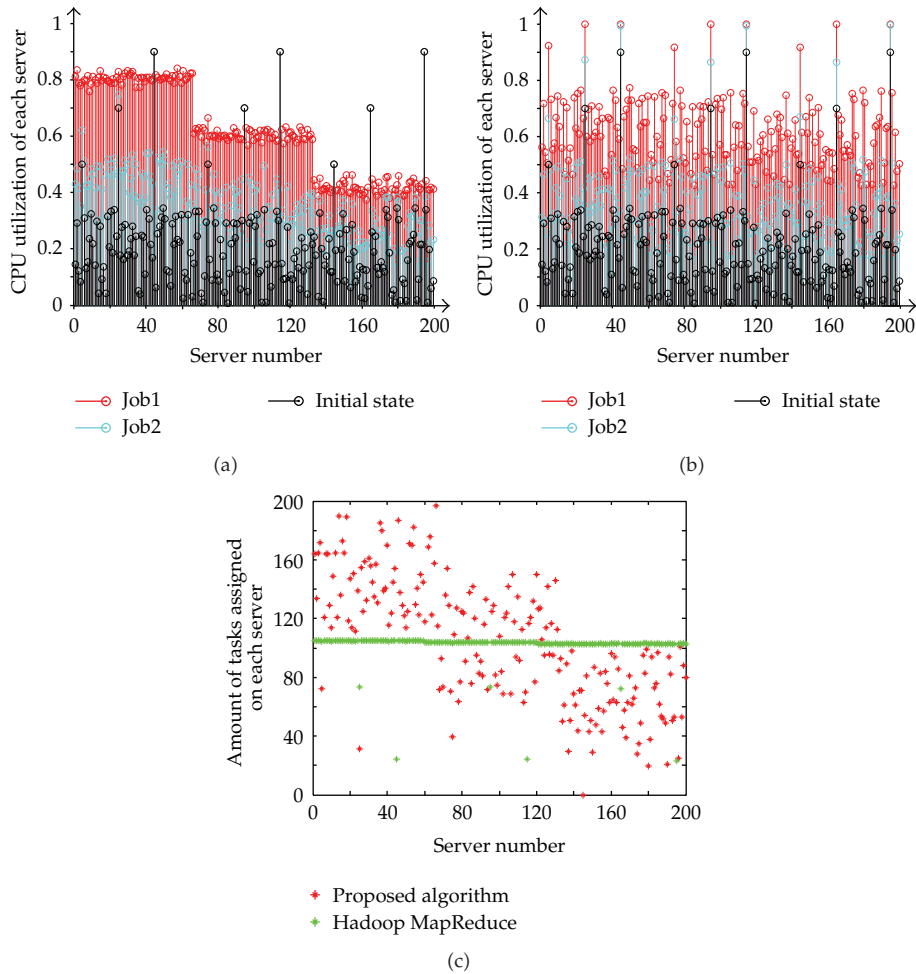 1
0.8
0.6
0.4
0.2
0
CPU utilization of each server
0 40 80 120 160 200
Server number
Job1
Job2
Initial state
(a)
1
0.8
0.6
0.4
0.2
0
CPU utilization of each server
0 40 80 120 160 200
Server number
Job1
Job2
Initial state
(b)
200
160
120
80
40
0
Amount of tasks assigned
on each server
0 40 80 120 160 200
Server number
Proposed algorithm
Hadoop MapReduce
(c)